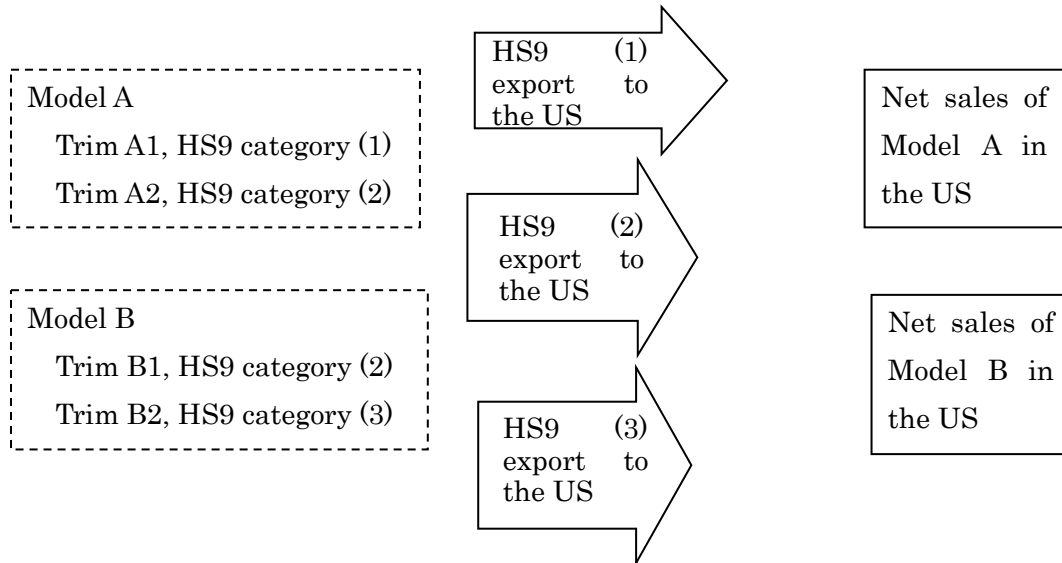 Model A
Trim A1, HS9 category (1)
Trim A2, HS9 category (2)
Model B
Trim B1, HS9 category (2)
Trim B2, HS9 category (3)
HS9 (1)
export to
the US
HS9 (2)
export to
the US
HS9 (3)
export to
the US
Net sales of
Model A in
the US
Net sales of
Model B in
the US